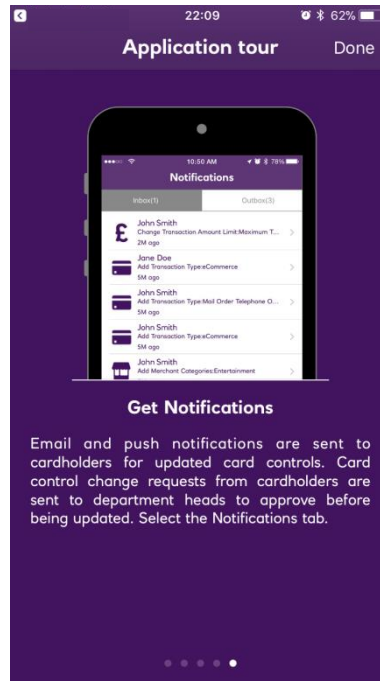 22:09
62%
Application tour
Done
10:50 AM
78%
Notifications
Inbox(1)
Outbox(3)
£
John Smith
Change Transaction Amount Limit:Maximum T...
2M ago
Jane Doe
Add Transaction Type:eCommerce
5M ago
John Smith
Add Transaction Type:Mail Order Telephone O...
5M ago
John Smith
Add Transaction Type:eCommerce
5M ago
John Smith
Add Merchant Categories:Entertainment
Get Notifications
Email and push notifications are sent to
cardholders for updated card controls. Card
control change requests from cardholders are
sent to department heads to approve before
being updated. Select the Notifications tab.